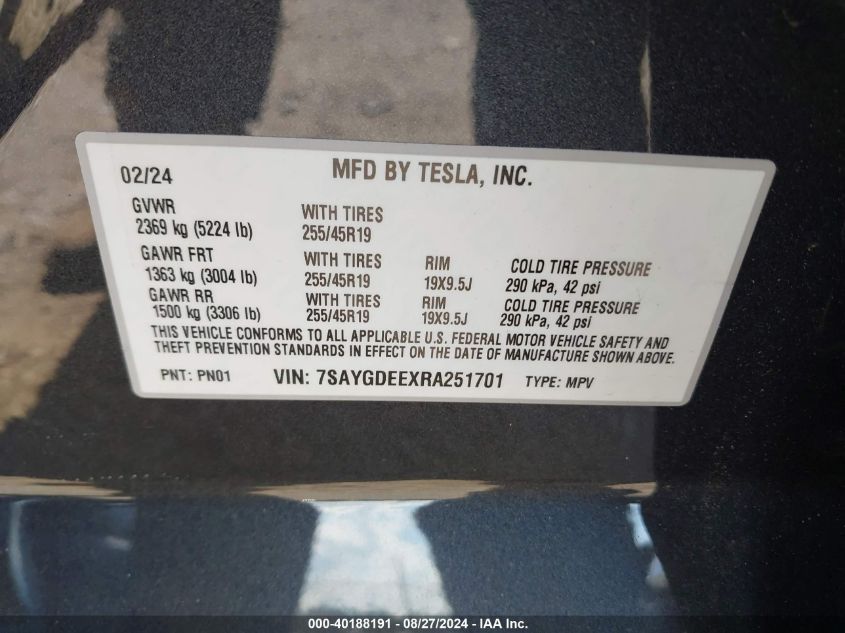 02/24 MFD BY TESLA, INC.
GVWR
2369 kg (5224 lb)
WITH TIRES
255/45R19
GAWR FRT WITH TIRES RIM COLD TIRE PRESSURE
1363 kg (3004 lb) 255/45R19 19X9.5J 290 kPa, 42 psi
GAWR RR WITH TIRES RIM COLD TIRE PRESSURE
1500 kg (3306 lb) 255/45R19 19X9.5J 290 kPa, 42 psi
THIS VEHICLE CONFORMS TO ALL APPLICABLE U.S. FEDERAL MOTOR VEHICLE SAFETY AND
THEFT PREVENTION STANDARDS IN EFFECT ON THE DATE OF MANUFACTURE SHOWN ABOVE.
PNT: PN01 VIN: 7SAYGDEEXRA251701 TYPE: MPV
000-40188191 - 08/27/2024 - IAA Inc.